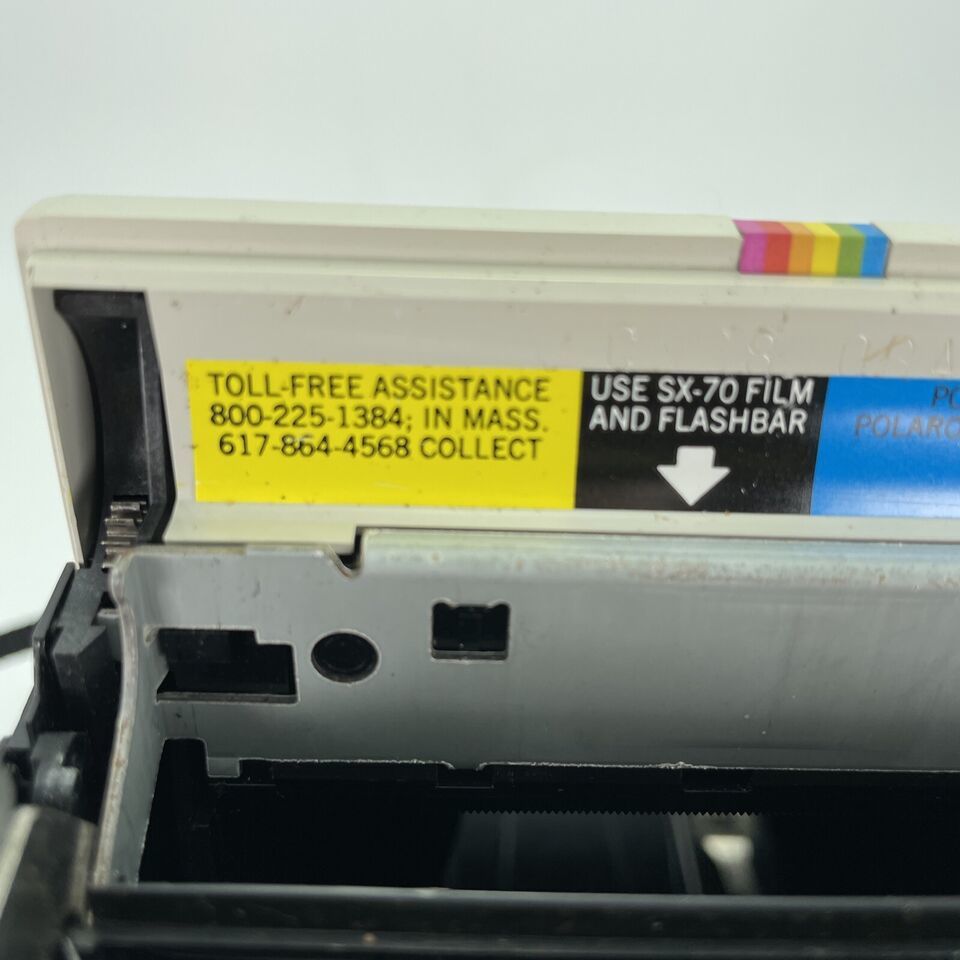 TOLL-FREE ASSISTANCE
800-225-1384; IN MASS.
617-864-4568 COLLECT
USE SX-70 FILM
AND FLASHBAR